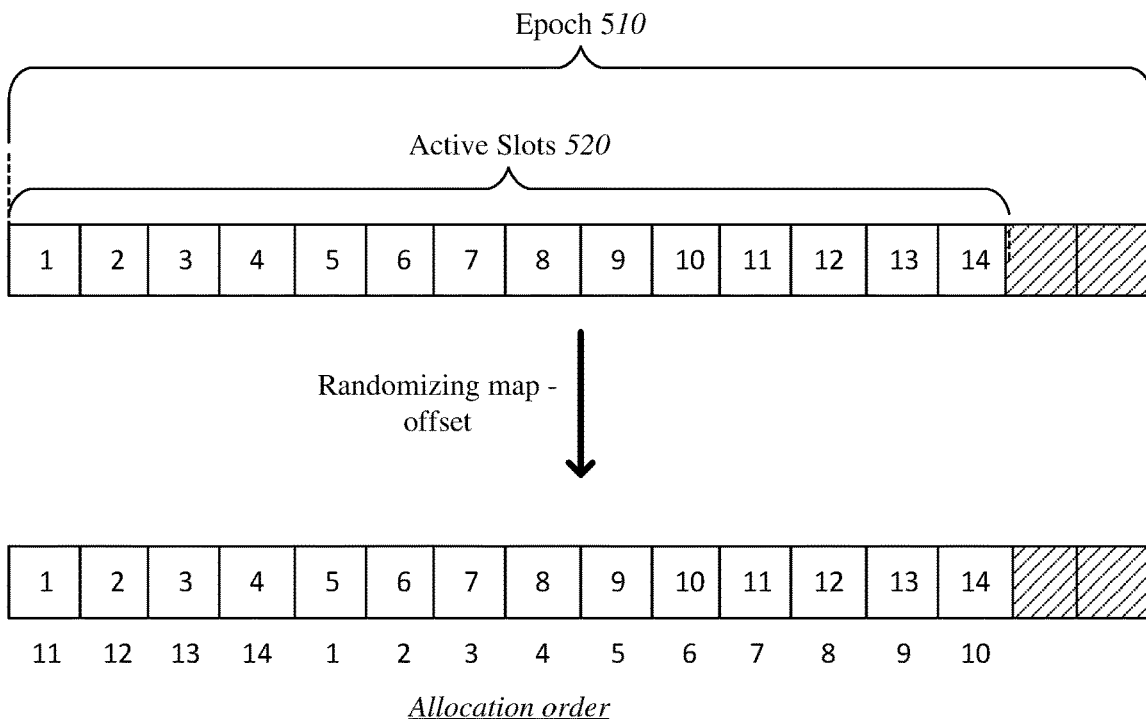 Epoch 510
Active Slots 520
1 2 3 4 5 6 7 8 9 10 11 12 13 14
Randomizing map -
offset
1 2 3 4 5 6 7 8 9 10 11 12 13 14
11 12 13 14 1 2 3 4 5 6 7 8 9 10
Allocation order